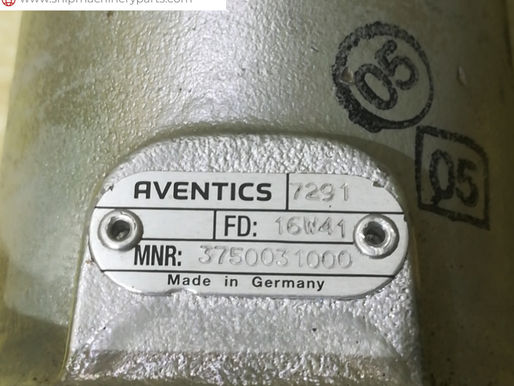 www.shipmachineryparts.com
05
05
AVENTICS 7291
FD: 16W41
MNR: 3750031000
Made in Germany